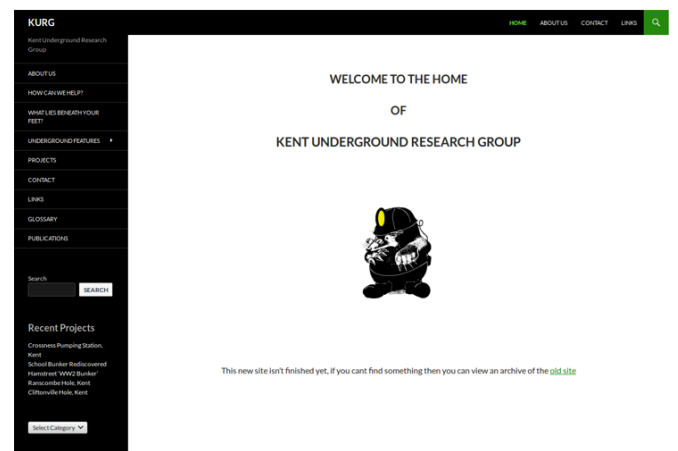 KURG
HOME ABOUT US CONTACT LINKS
Kent Underground Research
Group
ABOUT US
HOW CAN WE HELP?
WHAT LIES BENEATH YOUR
FEET?
UNDERGROUND FEATURES
PROJECTS
CONTACT
LINKS
GLOSSARY
PUBLICATIONS
Search
SEARCH
Recent Projects
Crossness Pumping Station,
Kent
School Bunker Rediscovered
Hamstreet 'WW2 Bunker'
Ranscombe Hole, Kent
Cliftonville Hole, Kent
Select Category
WELCOME TO THE HOME
OF
KENT UNDERGROUND RESEARCH GROUP
This new site isn't finished yet, if you cant find something then you can view an archive of the old site